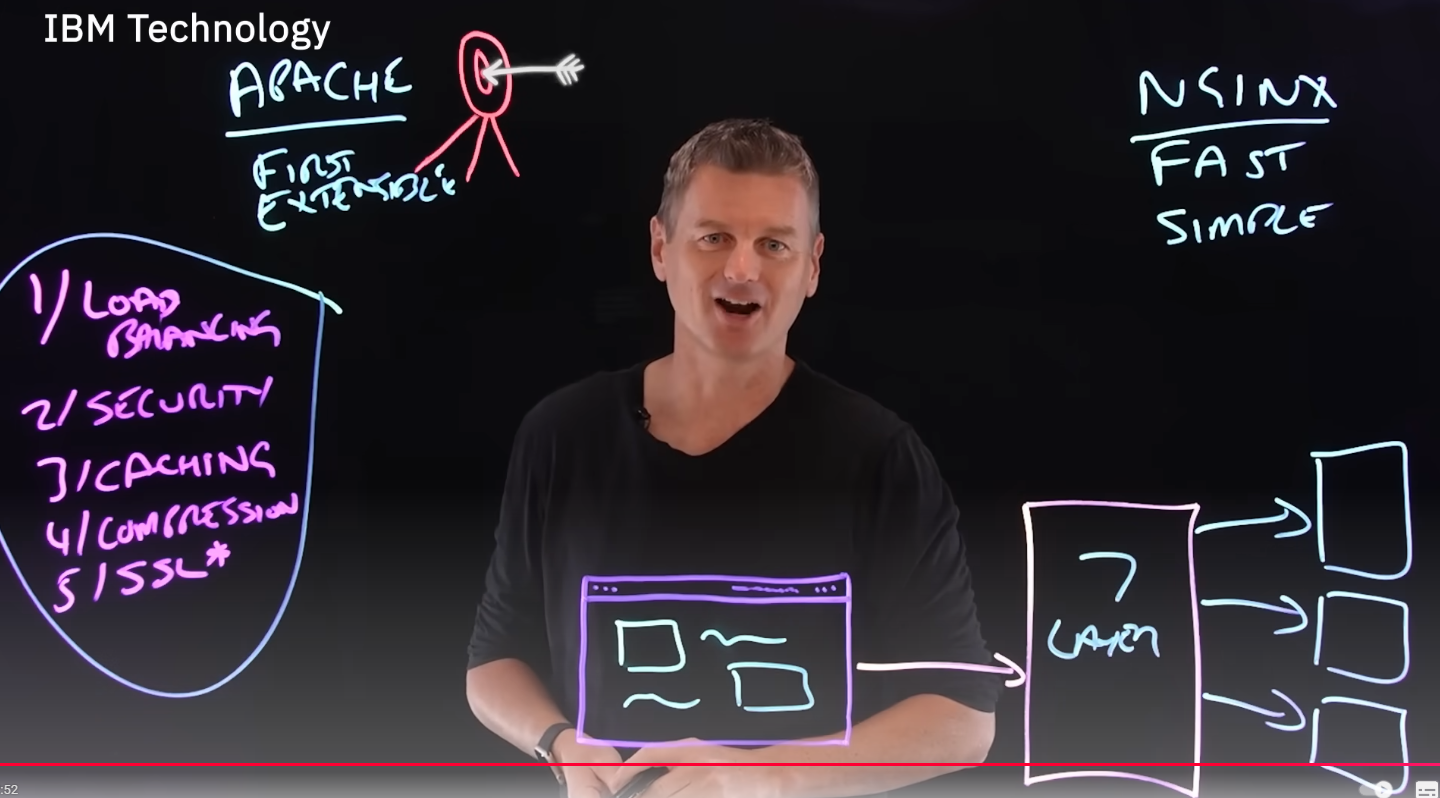 IBM Technology
APACHE
FIRST
EXTENSIBLE
NGINX
FAST
SIMPLE
1/ LOAD
BALANCING
2/ SECURITY
3/ CACHING
4/ COMPRESSION
5/ SSL*
7
LAYER
:52